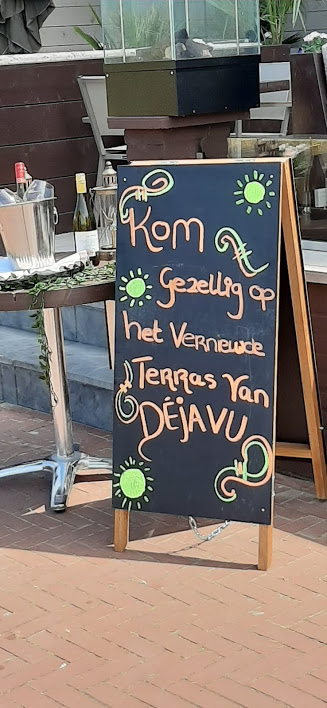 Kom
Gezellig op
het Vernieuwde
Terras Van
DÉJAVU